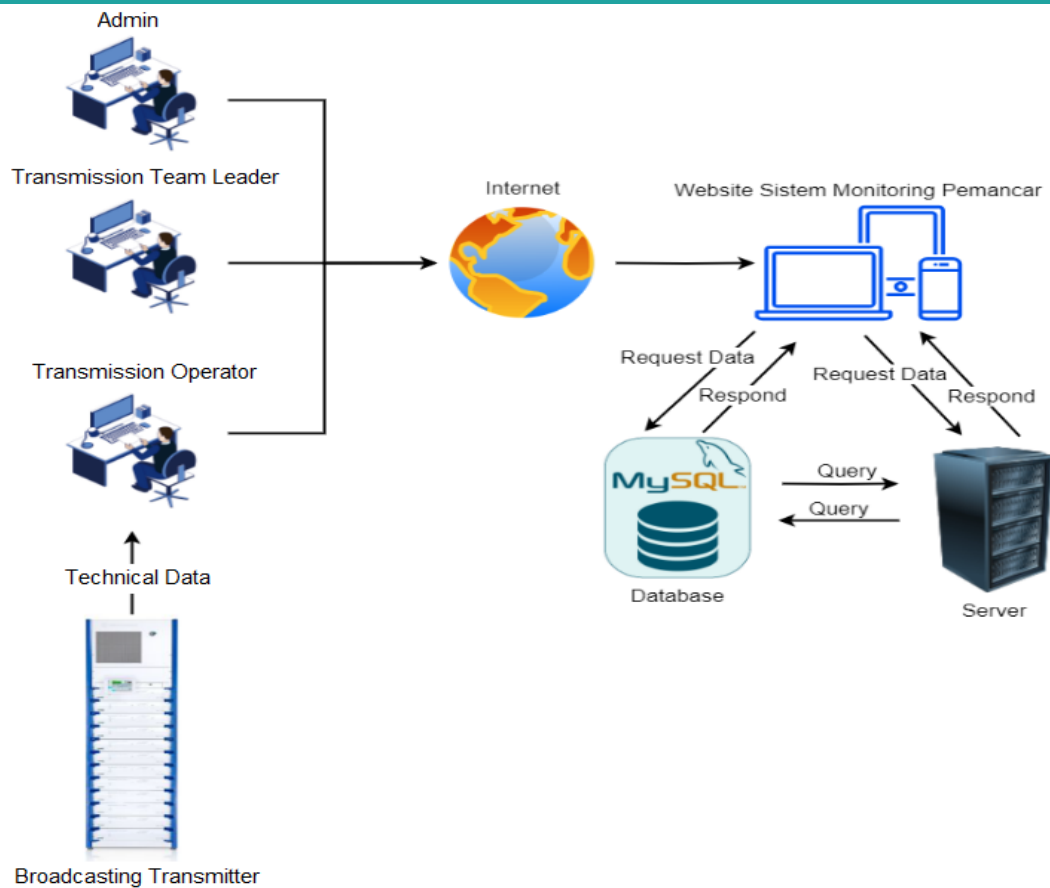 Admin
Transmission Team Leader
Internet
Website Sistem Monitoring Pemancar
Transmission Operator
Request Data
Respond
Request Data
Respond
MySQL
Query
Query
Database
Server
Technical Data
Broadcasting Transmitter